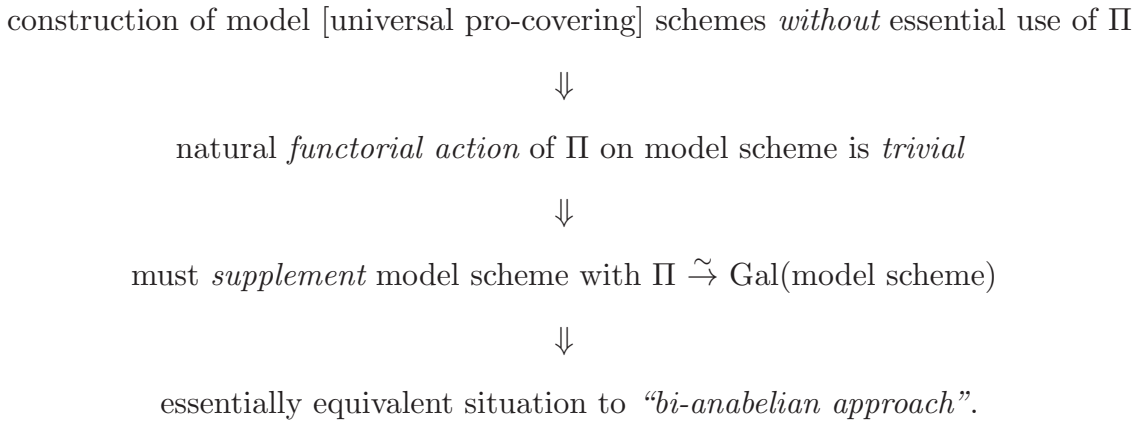 construction of model [universal pro-covering] schemes without essential use of Π
⇓
natural functorial action of Π on model scheme is trivial
⇓
must supplement model scheme with Π ⥲ Gal(model scheme)
⇓
essentially equivalent situation to “bi-anabelian approach”.